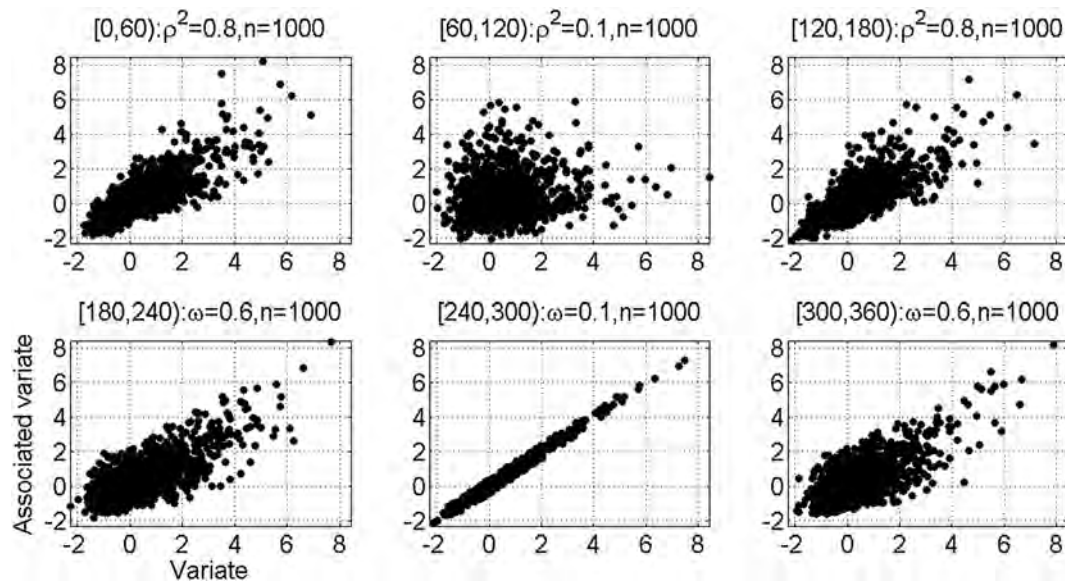 [0,60):ρ²=0.8,n=1000
[60,120):ρ²=0.1,n=1000
[120,180):ρ²=0.8,n=1000
8
6
4
2
0
-2
-2 0 2 4 6 8
8
6
4
2
0
-2
-2 0 2 4 6 8
8
6
4
2
0
-2
-2 0 2 4 6 8
[180,240):ω=0.6,n=1000
[240,300):ω=0.1,n=1000
[300,360):ω=0.6,n=1000
Associated variate
8
6
4
2
0
-2
-2 0 2 4 6 8
Variate
8
6
4
2
0
-2
-2 0 2 4 6 8
8
6
4
2
0
-2
-2 0 2 4 6 8